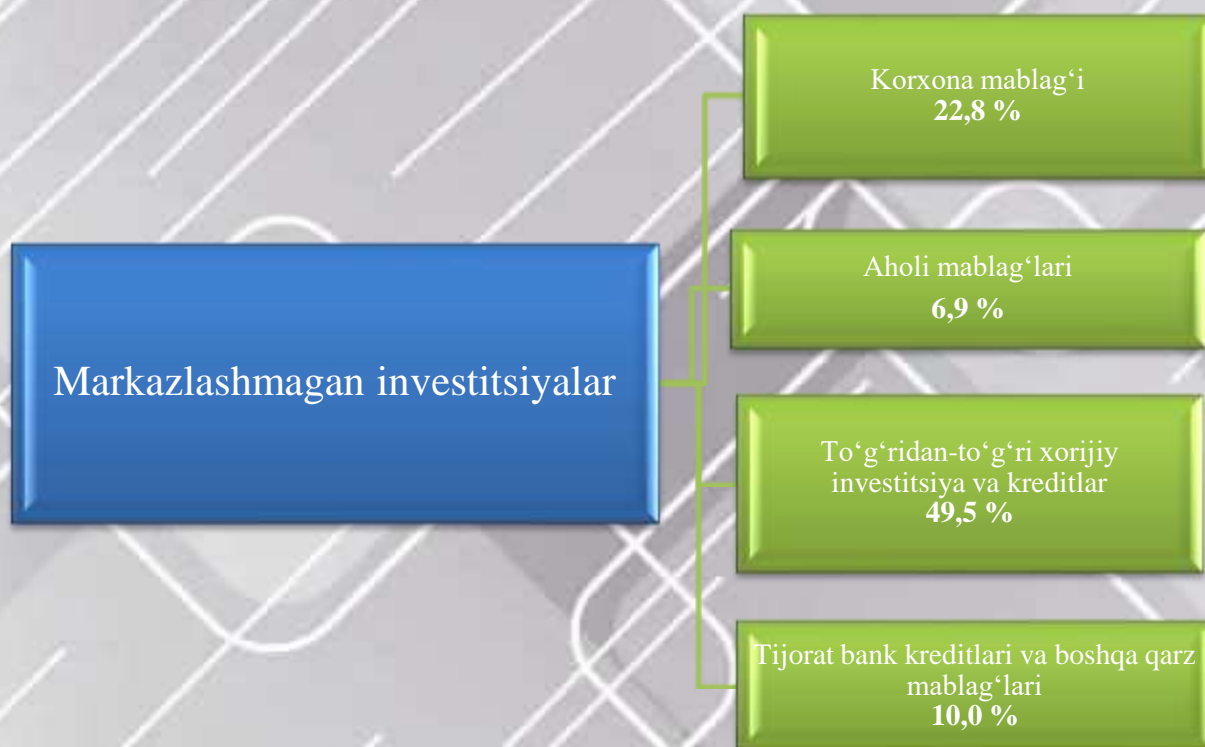 Markazlashmagan investitsiyalar
Korxona mablag‘i
22,8 %
Aholi mablag‘lari
6,9 %
To‘g‘ridan-to‘g‘ri xorijiy
investitsiya va kreditlar
49,5 %
Tijorat bank kreditlari va boshqa qarz
mablag‘lari
10,0 %